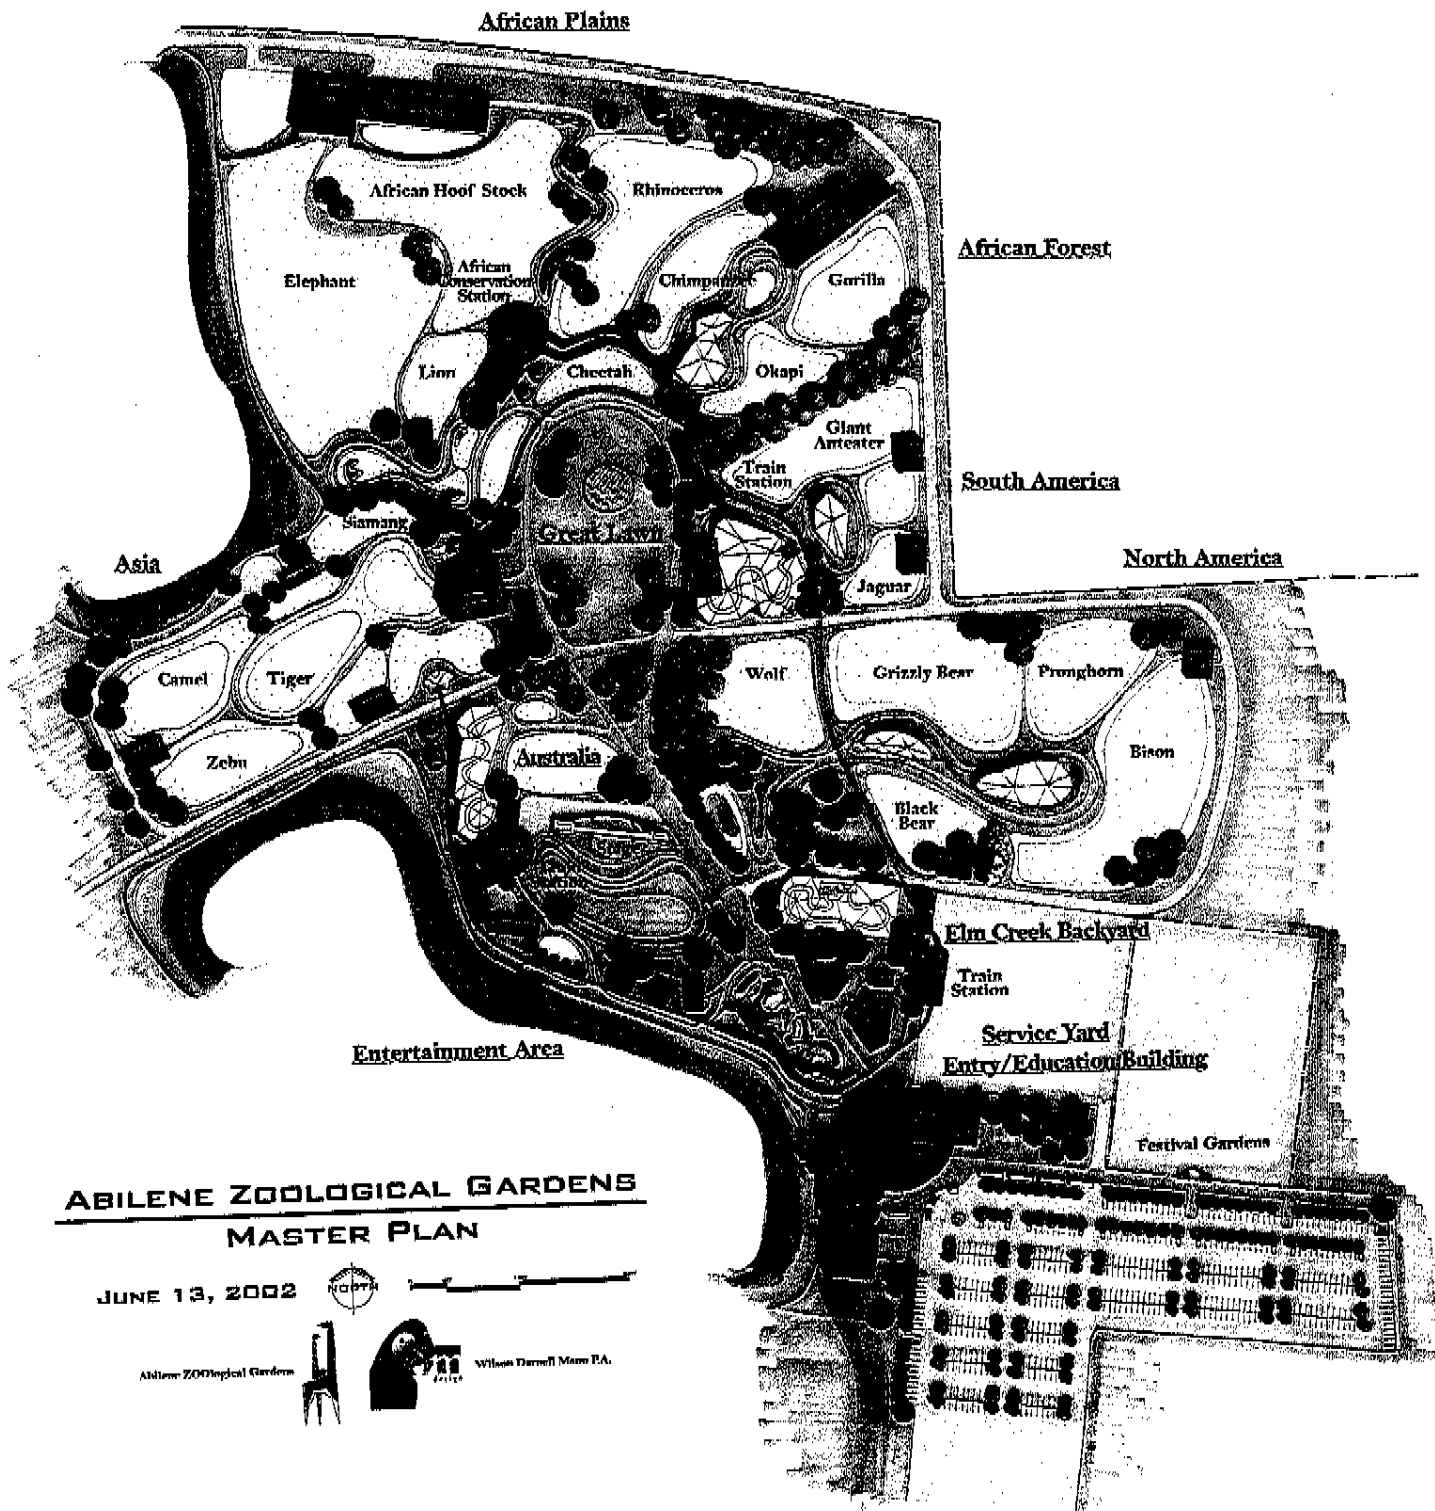 African Plains
African Hoof Stock
Rhinoceros
African Forest
Elephant
African
Conservation
Station
Chimpanzee
Gorilla
Lion
Cheetah
Okapi
Giant
Anteater
Train
Station
South America
Siamang
Great Lawn
Asia
Jaguar
North America
Camel
Tiger
Wolf
Grizzly Bear
Pronghorn
Zebu
Australia
Bison
Black
Bear
Elm Creek Backyard
Train
Station
Service Yard
Entertainment Area
Entry/Education Building
Festival Gardens
ABILENE ZOOLOGICAL GARDENS
MASTER PLAN
JUNE 13, 2002
NORTH
Abilene ZOOlogical Gardens
design
Wilson Darnell Mann P.A.